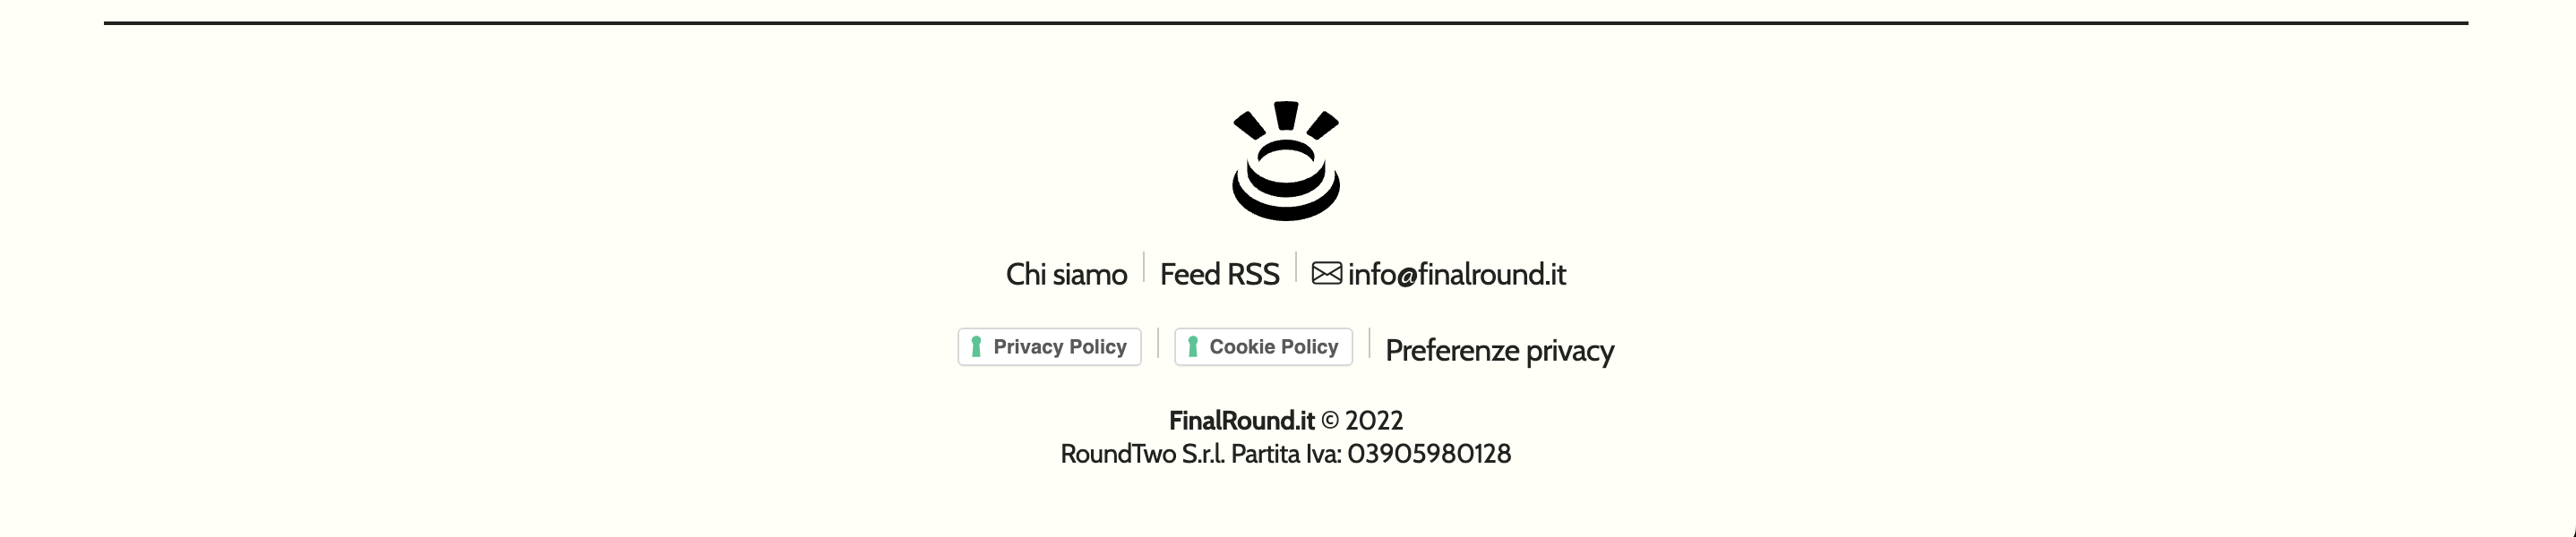 Chi siamo Feed RSS info@finalround.it
Privacy Policy Cookie Policy Preferenze privacy
FinalRound.it © 2022
RoundTwo S.r.l. Partita Iva: 03905980128